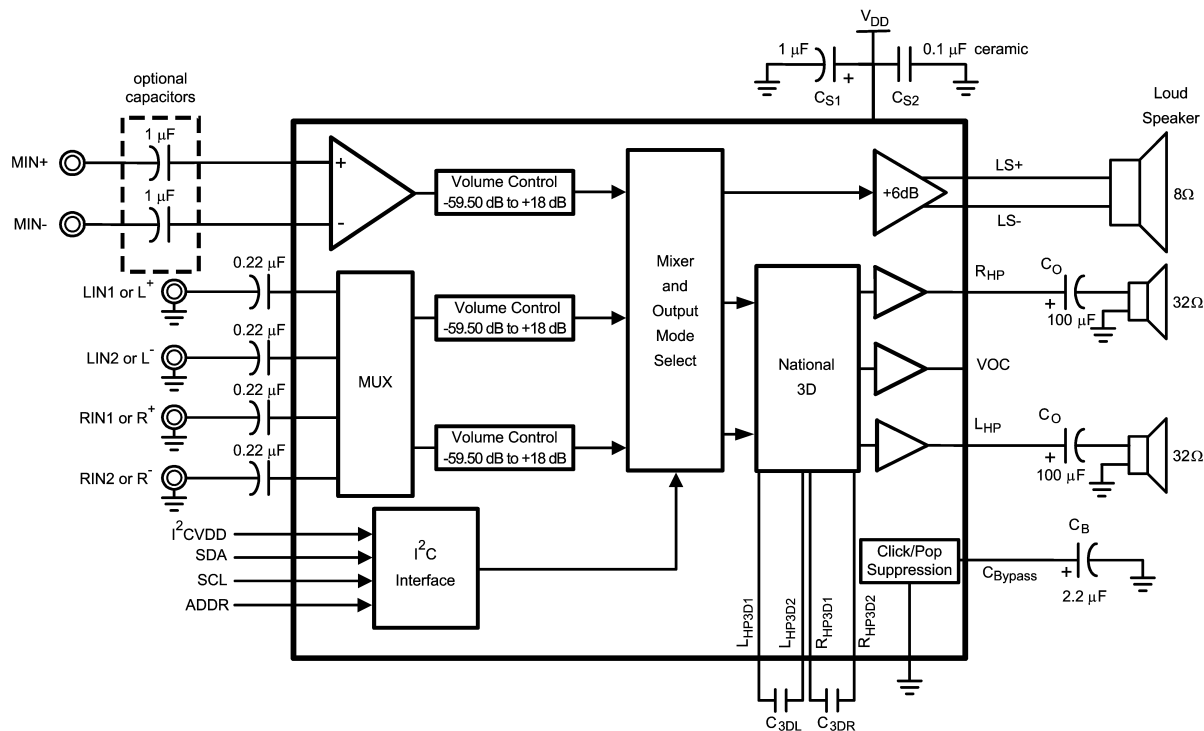 V_DD
1 µF
0.1 µF ceramic
C_S1
C_S2
optional
capacitors
1 µF
1 µF
MIN+
MIN-
+
-
Volume Control
-59.50 dB to +18 dB
Mixer
and
Output
Mode
Select
+6dB
LS+
LS-
Loud
Speaker
8Ω
LIN1 or L^+
0.22 µF
LIN2 or L^-
0.22 µF
RIN1 or R^+
0.22 µF
RIN2 or R^-
0.22 µF
MUX
Volume Control
-59.50 dB to +18 dB
Volume Control
-59.50 dB to +18 dB
National
3D
R_HP
C_O
+
100 µF
32Ω
VOC
L_HP
C_O
+
100 µF
32Ω
I^2CVDD
SDA
SCL
ADDR
I^2C
Interface
Click/Pop
Suppression
C_Bypass
C_B
+
2.2 µF
L_HP3D1
L_HP3D2
R_HP3D1
R_HP3D2
C_3DL
C_3DR
+